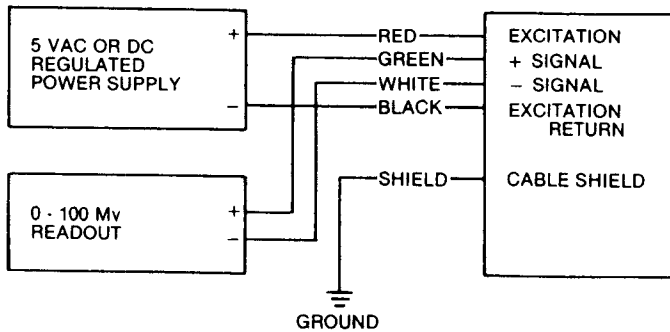 5 VAC OR DC
REGULATED
POWER SUPPLY
+
−
RED
GREEN
WHITE
BLACK
EXCITATION
+ SIGNAL
− SIGNAL
EXCITATION
RETURN
SHIELD
CABLE SHIELD
0 - 100 Mv
READOUT
+
−
GROUND